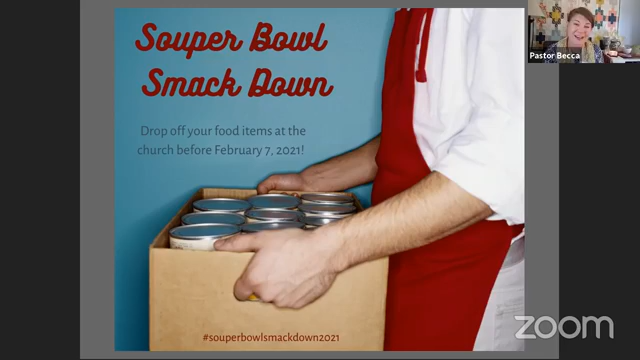 Souper Bowl
Smack Down
Drop off your food items at the
church before February 7, 2021!
#souperbowlsmackdown2021
Pastor Becca
zoom